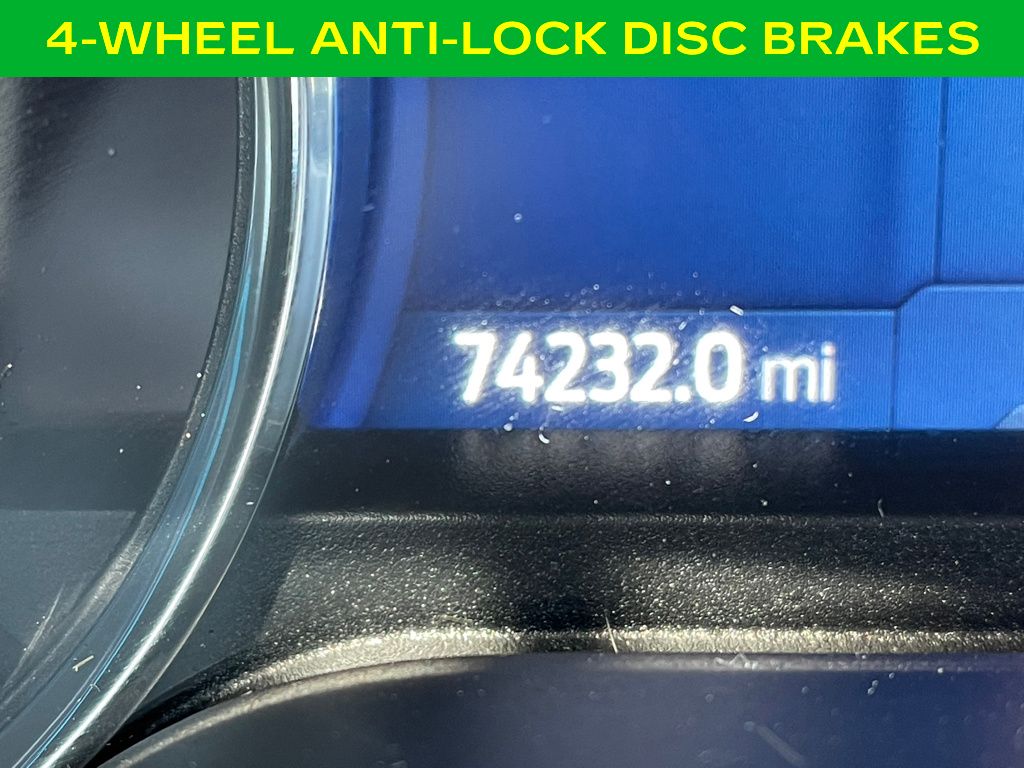 4-WHEEL ANTI-LOCK DISC BRAKES
74232.0 mi